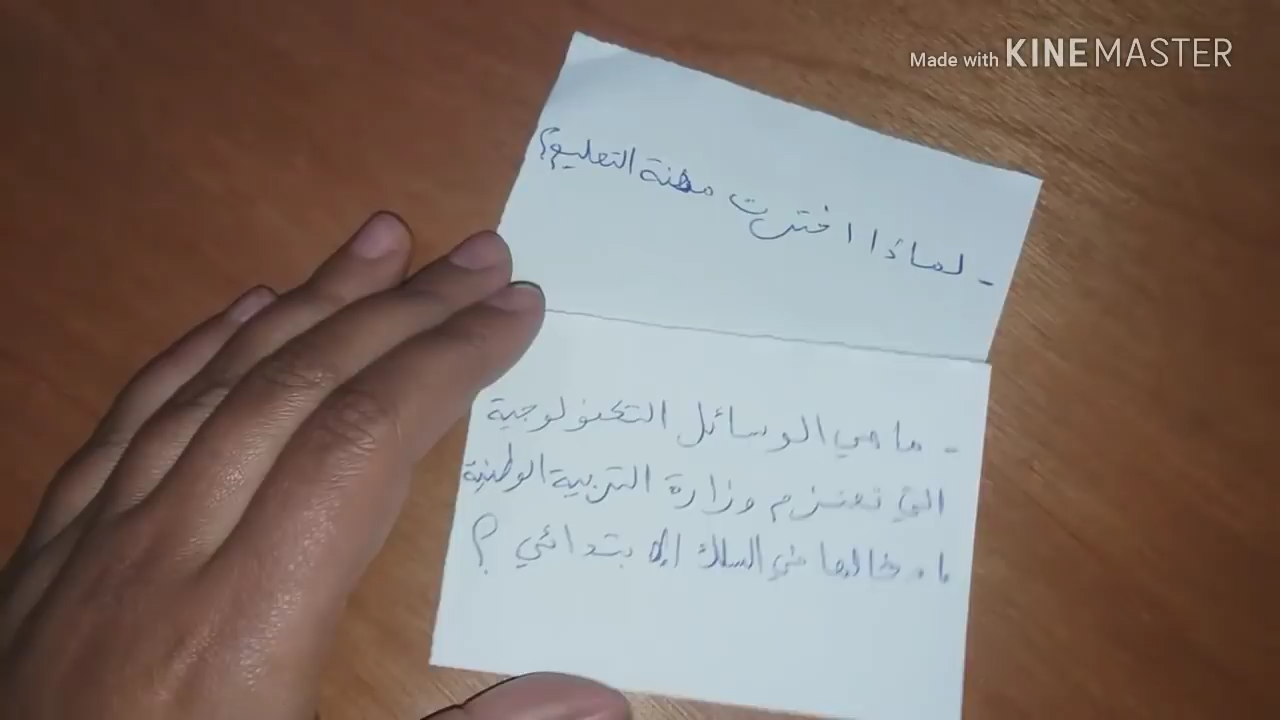 Made with KINEMASTER
- لماذا اخترت مهنة التعليم؟
- ما هي الوسائل التكنولوجية
التي تعتزم وزارة التربية الوطنية
ادخالها في السلك الابتدائي ؟